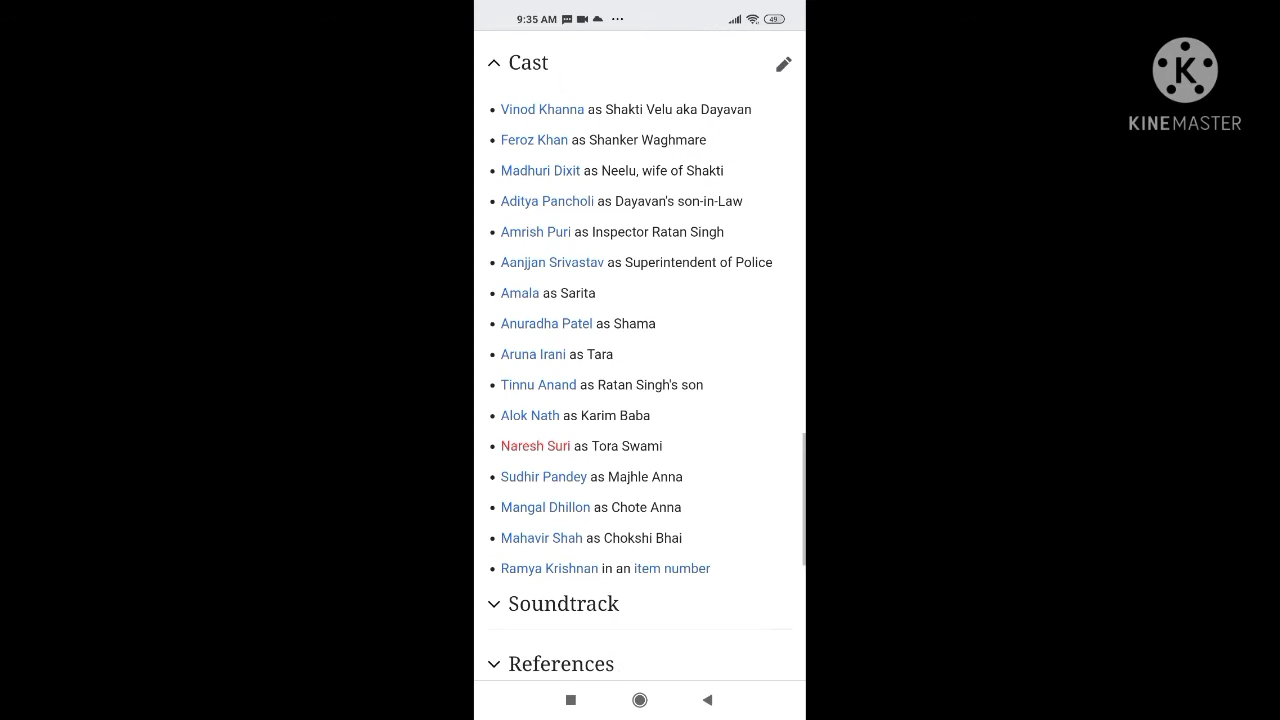 9:35 AM
49
Cast
K
KINEMASTER
• Vinod Khanna as Shakti Velu aka Dayavan
• Feroz Khan as Shanker Waghmare
• Madhuri Dixit as Neelu, wife of Shakti
• Aditya Pancholi as Dayavan's son-in-Law
• Amrish Puri as Inspector Ratan Singh
• Aanjjan Srivastav as Superintendent of Police
• Amala as Sarita
• Anuradha Patel as Shama
• Aruna Irani as Tara
• Tinnu Anand as Ratan Singh's son
• Alok Nath as Karim Baba
• Naresh Suri as Tora Swami
• Sudhir Pandey as Majhle Anna
• Mangal Dhillon as Chote Anna
• Mahavir Shah as Chokshi Bhai
• Ramya Krishnan in an item number
Soundtrack
References